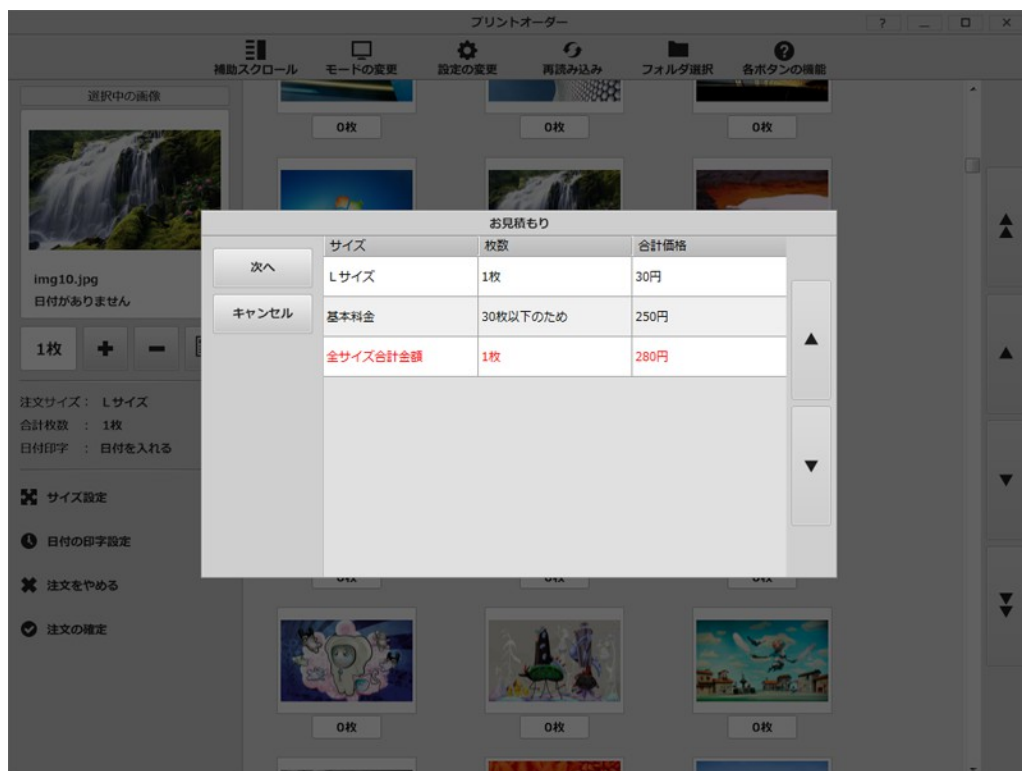 プリントオーダー
? _ □ ×
補助スクロール モードの変更 設定の変更 再読み込み フォルダ選択 各ボタンの機能
選択中の画像
img10.jpg
日付がありません
1枚
注文サイズ： Lサイズ
合計枚数 ： 1枚
日付印字 ： 日付を入れる
サイズ設定
日付の印字設定
注文をやめる
注文の確定
0枚 0枚 0枚
お見積もり
次へ
キャンセル
サイズ 枚数 合計価格
Lサイズ 1枚 30円
基本料金 30枚以下のため 250円
全サイズ合計金額 1枚 280円
0枚 0枚 0枚